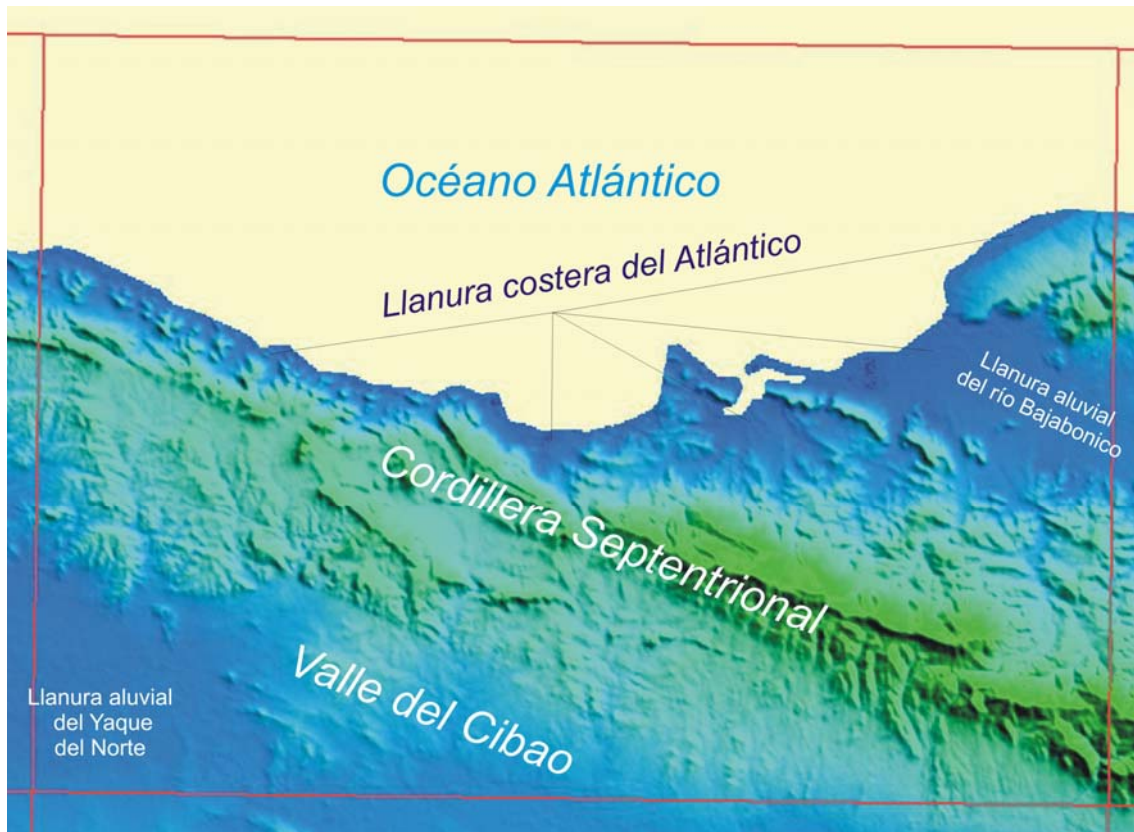 Océano Atlántico
Llanura costera del Atlántico
Llanura aluvial
del río Bajabonico
Cordillera Septentrional
Valle del Cibao
Llanura aluvial
del Yaque
del Norte